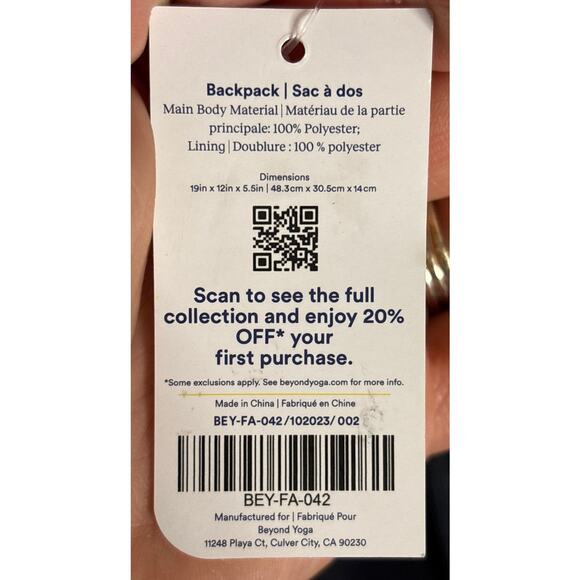 Backpack | Sac à dos
Main Body Material | Matériau de la partie
principale: 100% Polyester;
Lining | Doublure : 100 % polyester
Dimensions
19in x 12in x 5.5in | 48.3cm x 30.5cm x 14cm
Scan to see the full
collection and enjoy 20%
OFF* your
first purchase.
*Some exclusions apply. See beyondyoga.com for more info.
Made in China | Fabriqué en Chine
BEY-FA-042 /102023/ 002
BEY-FA-042
Manufactured for | Fabriqué Pour
Beyond Yoga
11248 Playa Ct, Culver City, CA 90230